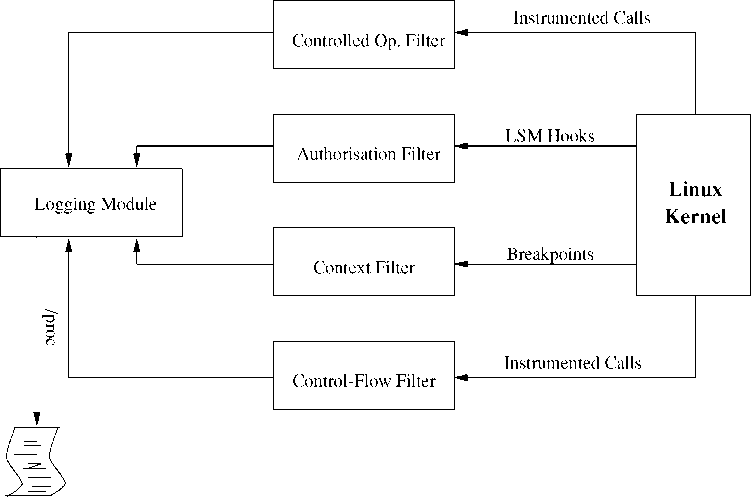 Instrumented Calls
Controlled Op. Filter
LSM Hooks
Authorisation Filter
Linux
Kernel
Logging Module
Breakpoints
Context Filter
/proc
Instrumented Calls
Control-Flow Filter